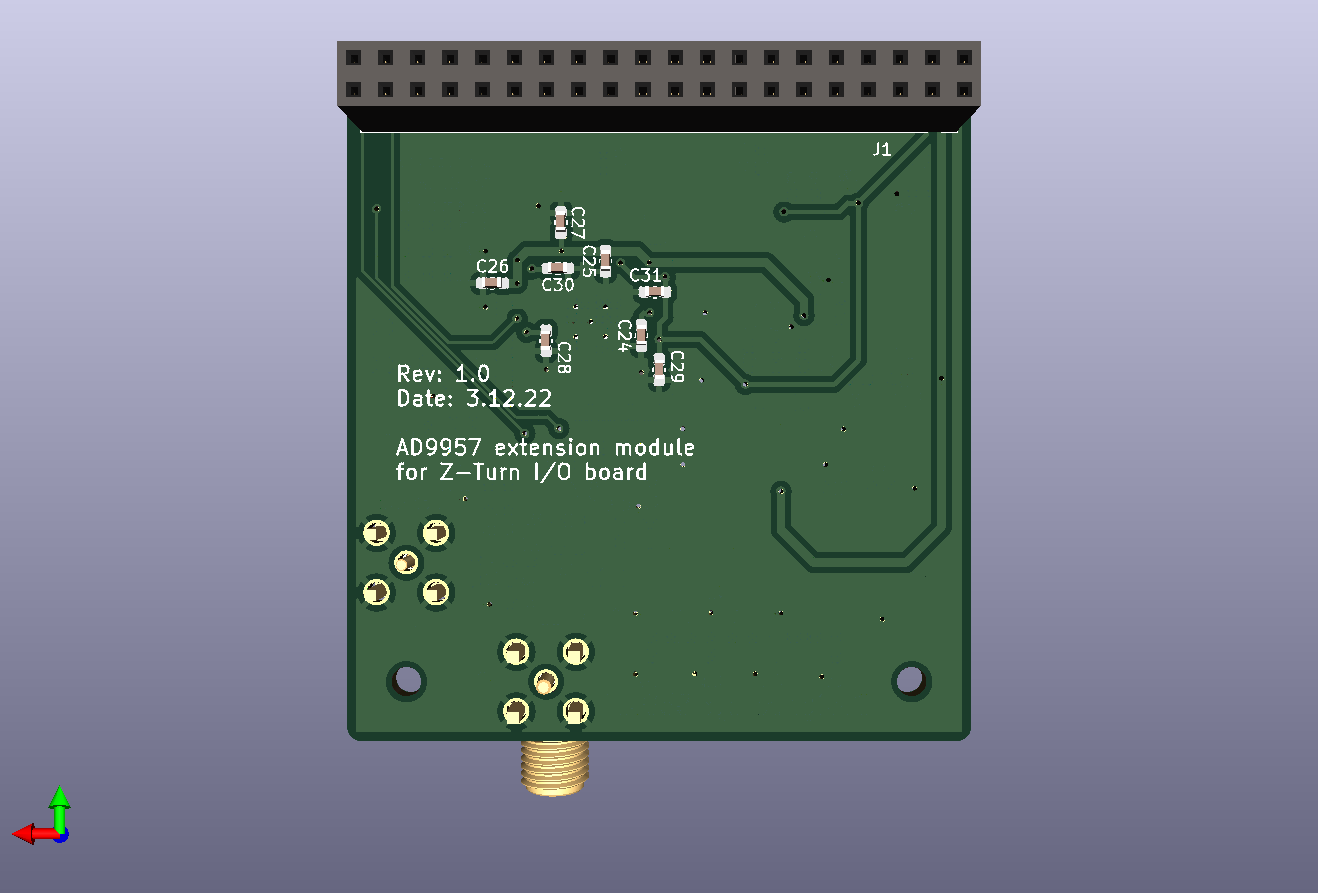 J1
C27
C25
C26
C30
C31
C24
C28
C29
Rev: 1.0
Date: 3.12.22
AD9957 extension module
for Z-Turn I/O board